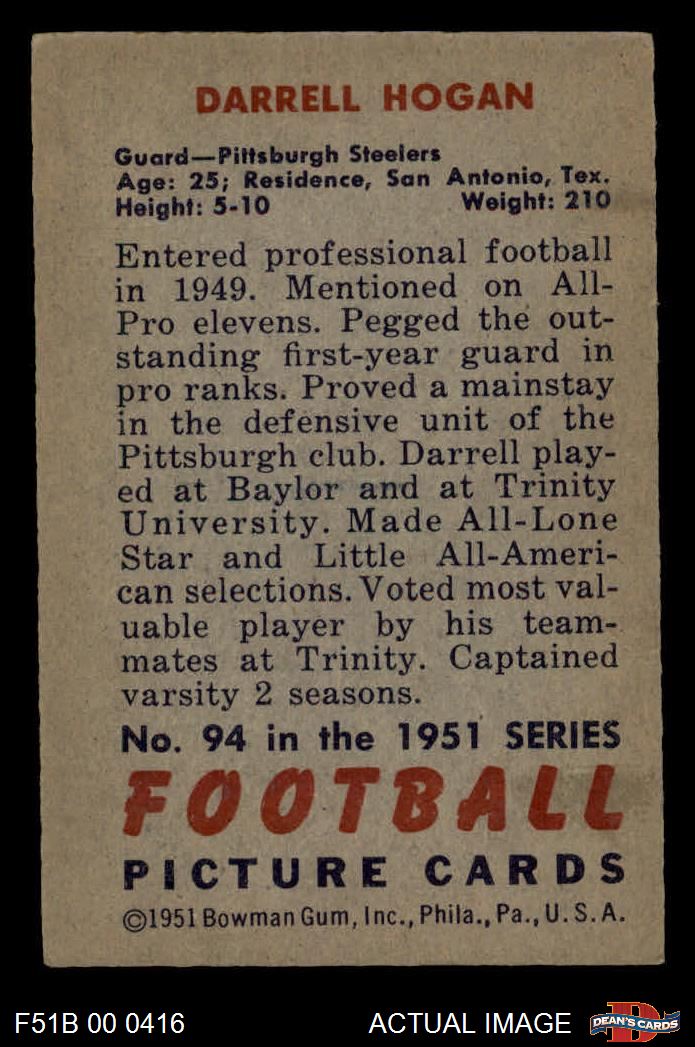 DARRELL HOGAN
Guard—Pittsburgh Steelers
Age: 25; Residence, San Antonio, Tex.
Height: 5-10 Weight: 210
Entered professional football
in 1949. Mentioned on All-
Pro elevens. Pegged the out-
standing first-year guard in
pro ranks. Proved a mainstay
in the defensive unit of the
Pittsburgh club. Darrell play-
ed at Baylor and at Trinity
University. Made All-Lone
Star and Little All-Ameri-
can selections. Voted most val-
uable player by his team-
mates at Trinity. Captained
varsity 2 seasons.
No. 94 in the 1951 SERIES
FOOTBALL
PICTURE CARDS
©1951 Bowman Gum, Inc., Phila., Pa., U. S. A.
F51B 00 0416 ACTUAL IMAGE DEAN'S CARDS